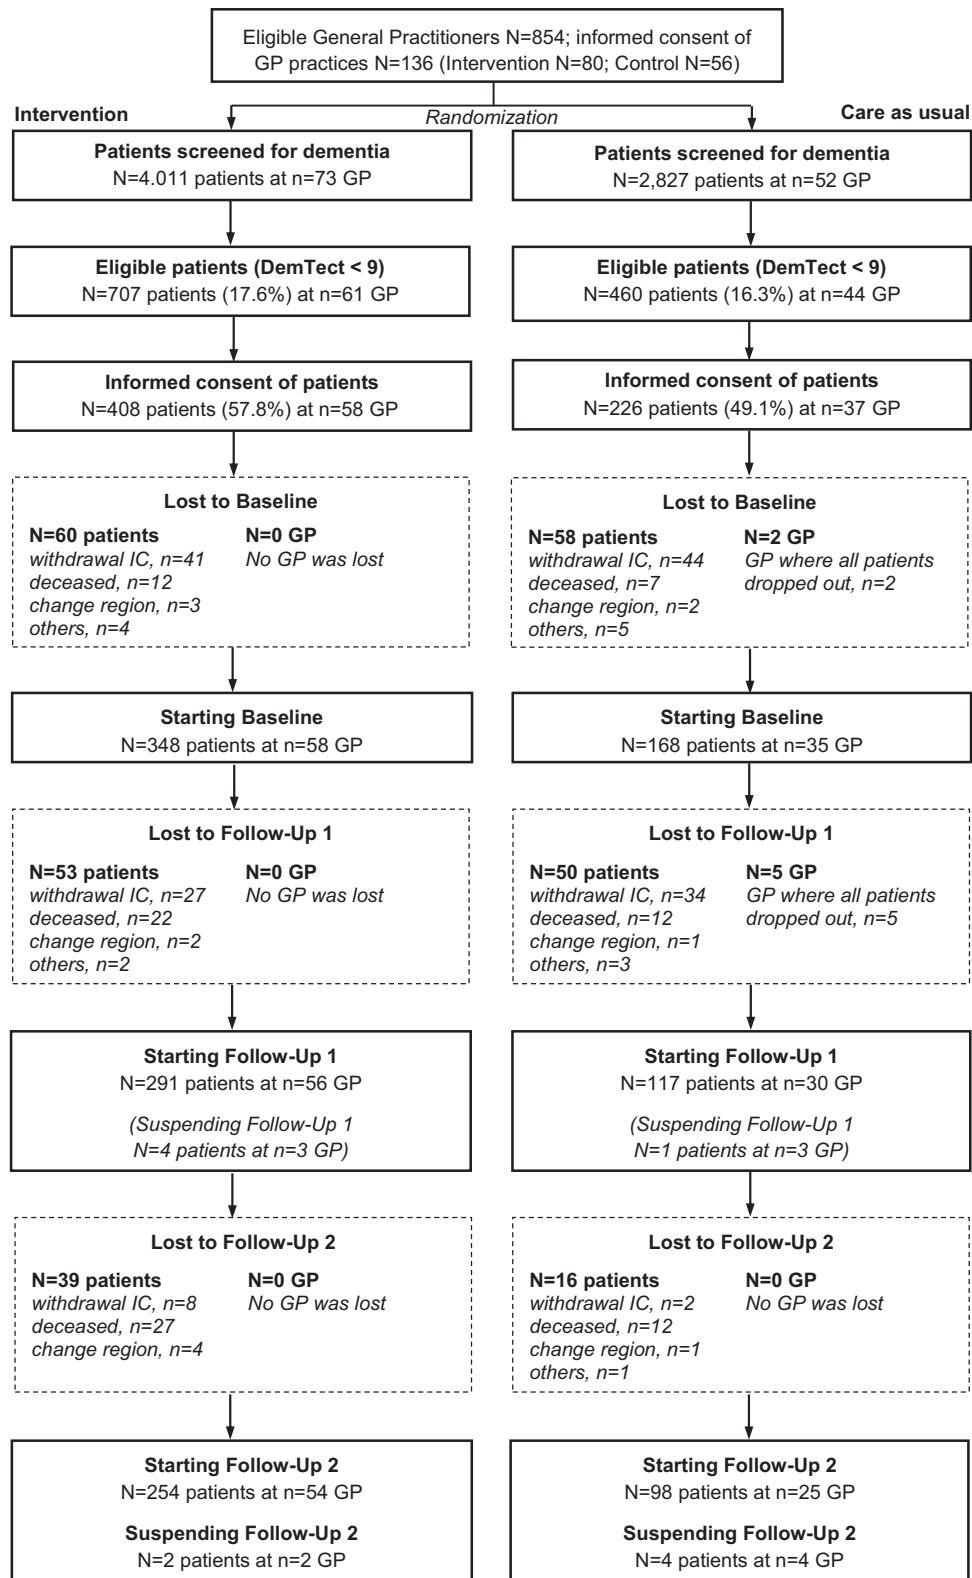 Eligible General Practitioners N=854; informed consent of
GP practices N=136 (Intervention N=80; Control N=56)
Intervention
Randomization
Care as usual
Patients screened for dementia
N=4.011 patients at n=73 GP
Patients screened for dementia
N=2,827 patients at n=52 GP
Eligible patients (DemTect < 9)
N=707 patients (17.6%) at n=61 GP
Eligible patients (DemTect < 9)
N=460 patients (16.3%) at n=44 GP
Informed consent of patients
N=408 patients (57.8%) at n=58 GP
Informed consent of patients
N=226 patients (49.1%) at n=37 GP
Lost to Baseline
N=60 patients
withdrawal IC, n=41
deceased, n=12
change region, n=3
others, n=4
N=0 GP
No GP was lost
Lost to Baseline
N=58 patients
withdrawal IC, n=44
deceased, n=7
change region, n=2
others, n=5
N=2 GP
GP where all patients
dropped out, n=2
Starting Baseline
N=348 patients at n=58 GP
Starting Baseline
N=168 patients at n=35 GP
Lost to Follow-Up 1
N=53 patients
withdrawal IC, n=27
deceased, n=22
change region, n=2
others, n=2
N=0 GP
No GP was lost
Lost to Follow-Up 1
N=50 patients
withdrawal IC, n=34
deceased, n=12
change region, n=1
others, n=3
N=5 GP
GP where all patients
dropped out, n=5
Starting Follow-Up 1
N=291 patients at n=56 GP
(Suspending Follow-Up 1
N=4 patients at n=3 GP)
Starting Follow-Up 1
N=117 patients at n=30 GP
(Suspending Follow-Up 1
N=1 patients at n=3 GP)
Lost to Follow-Up 2
N=39 patients
withdrawal IC, n=8
deceased, n=27
change region, n=4
N=0 GP
No GP was lost
Lost to Follow-Up 2
N=16 patients
withdrawal IC, n=2
deceased, n=12
change region, n=1
others, n=1
N=0 GP
No GP was lost
Starting Follow-Up 2
N=254 patients at n=54 GP
Suspending Follow-Up 2
N=2 patients at n=2 GP
Starting Follow-Up 2
N=98 patients at n=25 GP
Suspending Follow-Up 2
N=4 patients at n=4 GP